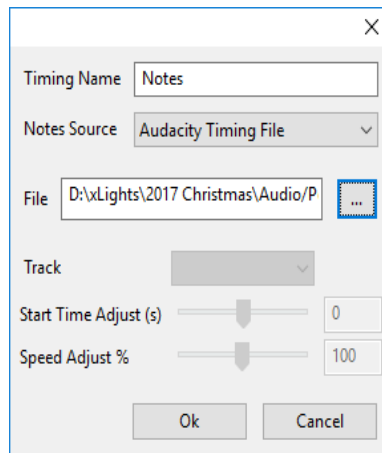 Timing Name Notes
Notes Source Audacity Timing File
File D:\xLights\2017 Christmas\Audio/P ...
Track
Start Time Adjust (s) 0
Speed Adjust % 100
Ok Cancel